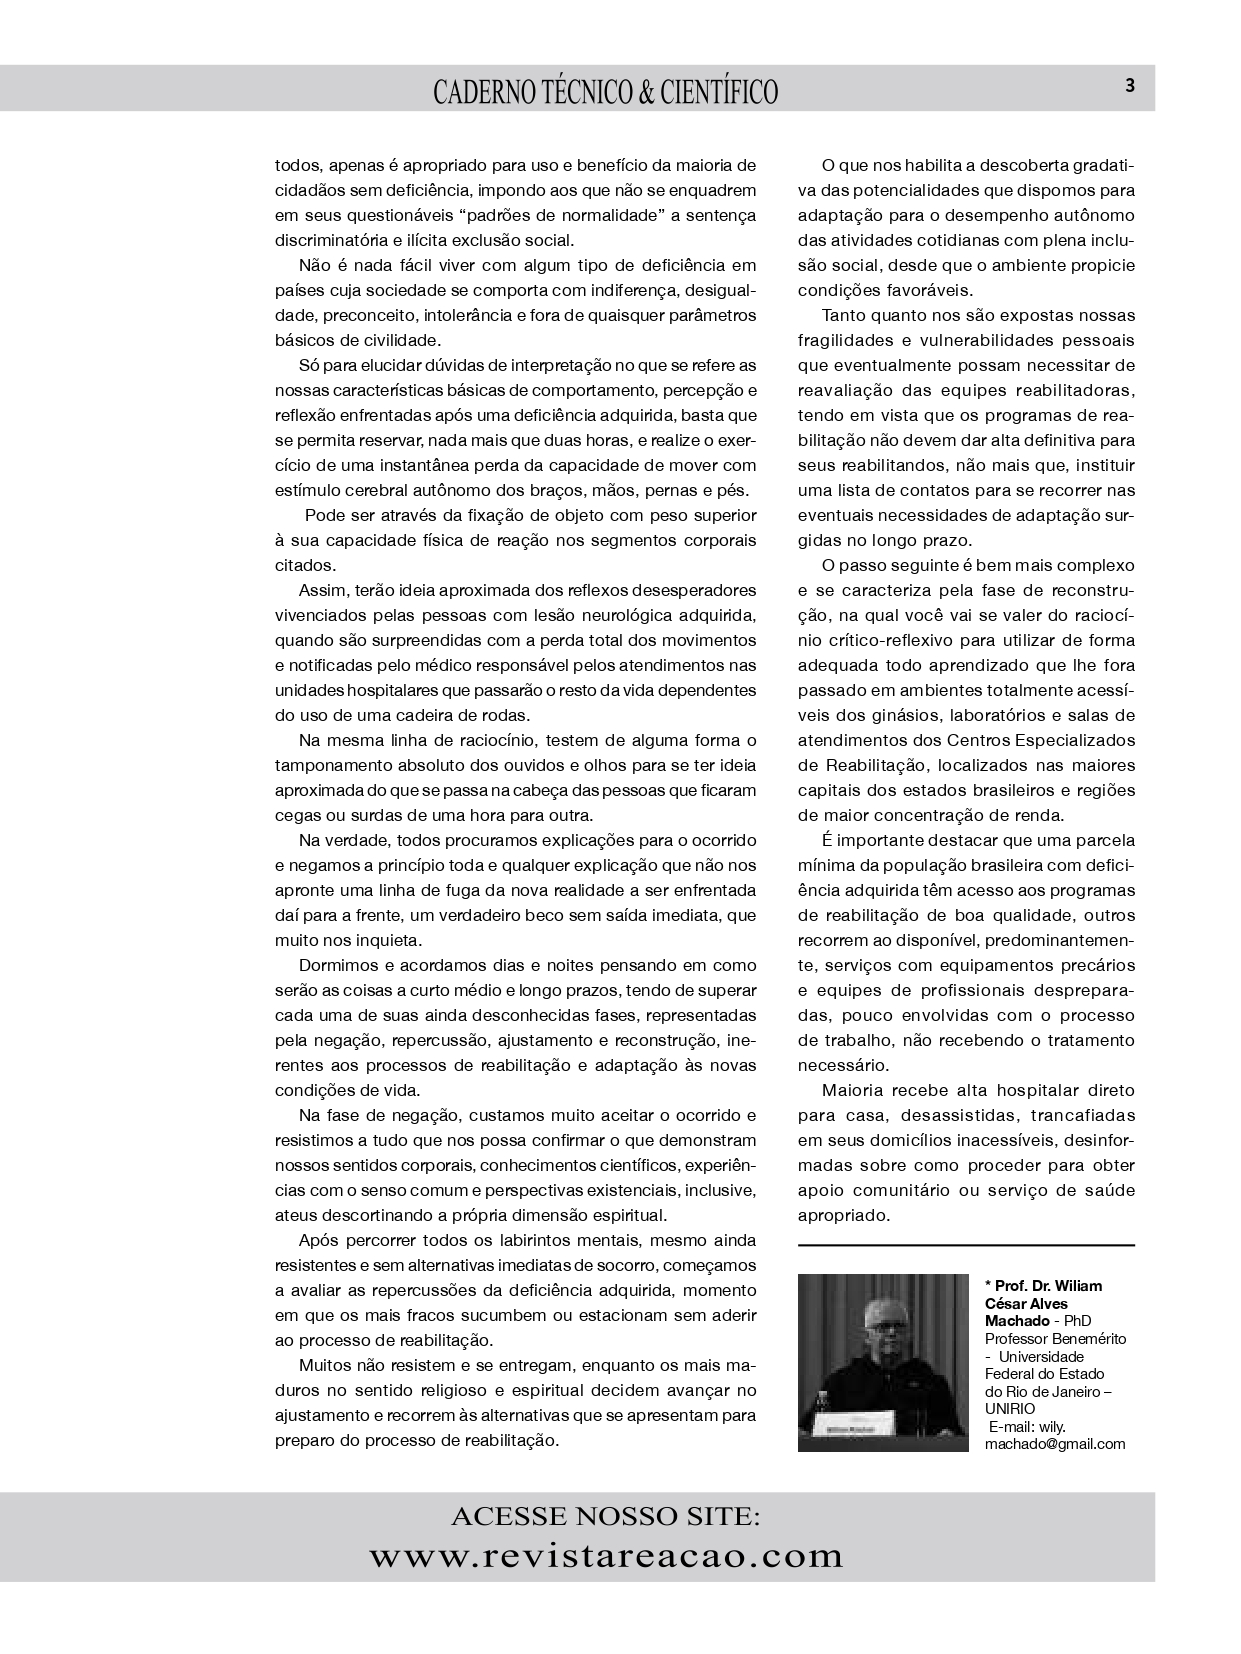 CADERNO TÉCNICO & CIENTÍFICO
3
todos, apenas é apropriado para uso e benefício da maioria de
cidadãos sem deficiência, impondo aos que não se enquadrem
em seus questionáveis “padrões de normalidade” a sentença
discriminatória e ilícita exclusão social.
Não é nada fácil viver com algum tipo de deficiência em
países cuja sociedade se comporta com indiferença, desigual-
dade, preconceito, intolerância e fora de quaisquer parâmetros
básicos de civilidade.
Só para elucidar dúvidas de interpretação no que se refere as
nossas características básicas de comportamento, percepção e
reflexão enfrentadas após uma deficiência adquirida, basta que
se permita reservar, nada mais que duas horas, e realize o exer-
cício de uma instantânea perda da capacidade de mover com
estímulo cerebral autônomo dos braços, mãos, pernas e pés.
Pode ser através da fixação de objeto com peso superior
à sua capacidade física de reação nos segmentos corporais
citados.
Assim, terão ideia aproximada dos reflexos desesperadores
vivenciados pelas pessoas com lesão neurológica adquirida,
quando são surpreendidas com a perda total dos movimentos
e notificadas pelo médico responsável pelos atendimentos nas
unidades hospitalares que passarão o resto da vida dependentes
do uso de uma cadeira de rodas.
Na mesma linha de raciocínio, testem de alguma forma o
tamponamento absoluto dos ouvidos e olhos para se ter ideia
aproximada do que se passa na cabeça das pessoas que ficaram
cegas ou surdas de uma hora para outra.
Na verdade, todos procuramos explicações para o ocorrido
e negamos a princípio toda e qualquer explicação que não nos
apronte uma linha de fuga da nova realidade a ser enfrentada
daí para a frente, um verdadeiro beco sem saída imediata, que
muito nos inquieta.
Dormimos e acordamos dias e noites pensando em como
serão as coisas a curto médio e longo prazos, tendo de superar
cada uma de suas ainda desconhecidas fases, representadas
pela negação, repercussão, ajustamento e reconstrução, ine-
rentes aos processos de reabilitação e adaptação às novas
condições de vida.
Na fase de negação, custamos muito aceitar o ocorrido e
resistimos a tudo que nos possa confirmar o que demonstram
nossos sentidos corporais, conhecimentos científicos, experiên-
cias com o senso comum e perspectivas existenciais, inclusive,
ateus descortinando a própria dimensão espiritual.
Após percorrer todos os labirintos mentais, mesmo ainda
resistentes e sem alternativas imediatas de socorro, começamos
a avaliar as repercussões da deficiência adquirida, momento
em que os mais fracos sucumbem ou estacionam sem aderir
ao processo de reabilitação.
Muitos não resistem e se entregam, enquanto os mais ma-
duros no sentido religioso e espiritual decidem avançar no
ajustamento e recorrem às alternativas que se apresentam para
preparo do processo de reabilitação.
O que nos habilita a descoberta gradati-
va das potencialidades que dispomos para
adaptação para o desempenho autônomo
das atividades cotidianas com plena inclu-
são social, desde que o ambiente propicie
condições favoráveis.
Tanto quanto nos são expostas nossas
fragilidades e vulnerabilidades pessoais
que eventualmente possam necessitar de
reavaliação das equipes reabilitadoras,
tendo em vista que os programas de rea-
bilitação não devem dar alta definitiva para
seus reabilitandos, não mais que, instituir
uma lista de contatos para se recorrer nas
eventuais necessidades de adaptação sur-
gidas no longo prazo.
O passo seguinte é bem mais complexo
e se caracteriza pela fase de reconstru-
ção, na qual você vai se valer do raciocí-
nio crítico-reflexivo para utilizar de forma
adequada todo aprendizado que lhe fora
passado em ambientes totalmente acessí-
veis dos ginásios, laboratórios e salas de
atendimentos dos Centros Especializados
de Reabilitação, localizados nas maiores
capitais dos estados brasileiros e regiões
de maior concentração de renda.
É importante destacar que uma parcela
mínima da população brasileira com defici-
ência adquirida têm acesso aos programas
de reabilitação de boa qualidade, outros
recorrem ao disponível, predominantemen-
te, serviços com equipamentos precários
e equipes de profissionais desprepara-
das, pouco envolvidas com o processo
de trabalho, não recebendo o tratamento
necessário.
Maioria recebe alta hospitalar direto
para casa, desassistidas, trancafiadas
em seus domicílios inacessíveis, desinfor-
madas sobre como proceder para obter
apoio comunitário ou serviço de saúde
apropriado.
* Prof. Dr. Wiliam
César Alves
Machado - PhD
Professor Benemérito
- Universidade
Federal do Estado
do Rio de Janeiro –
UNIRIO
E-mail: wily.
machado@gmail.com
ACESSE NOSSO SITE:
www.revistareacao.com